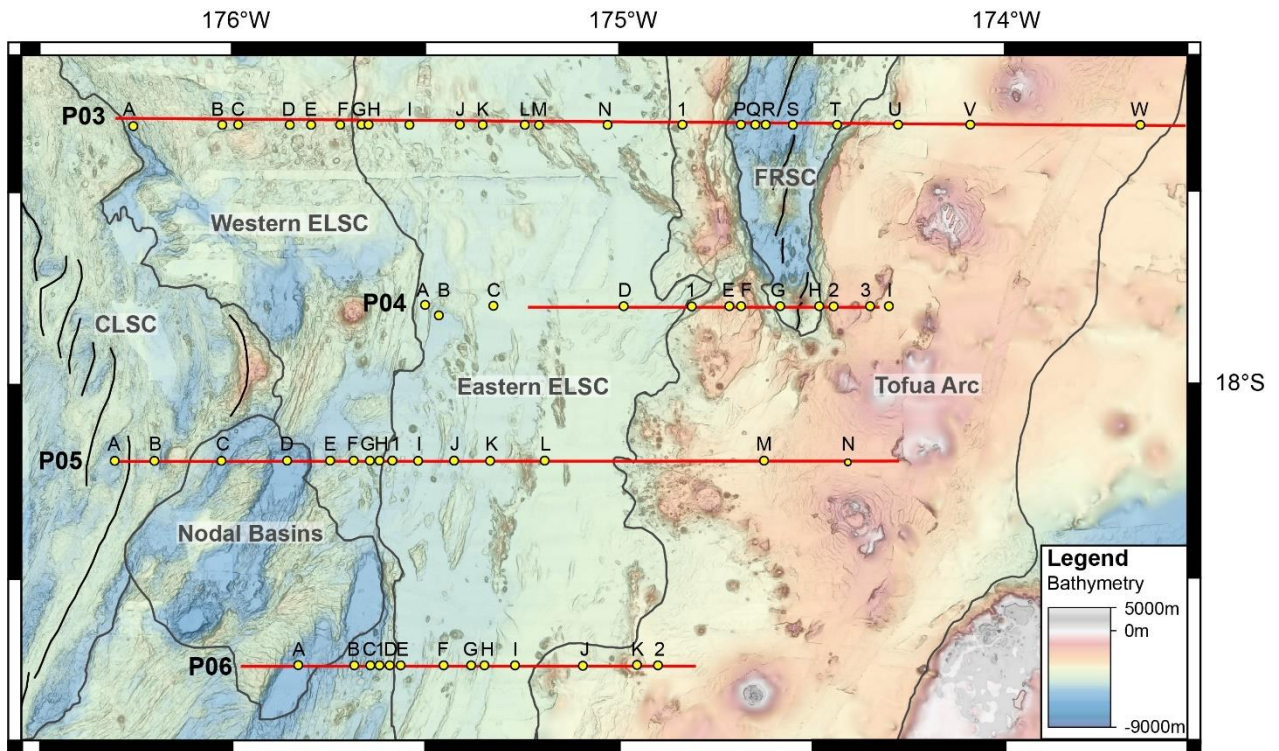 176°W 175°W 174°W
P03 A B C D E F G H I J K L M N 1 P Q R S T U V W
FRSC
Western ELSC
P04 A B C D 1 E F G H 2 3 I
CLSC
Eastern ELSC
Tofua Arc
18°S
P05 A B C D E F G H 1 I J K L M N
Nodal Basins
Legend
Bathymetry
5000m
0m
-9000m
P06 A B C 1 D E F G H I J K 2